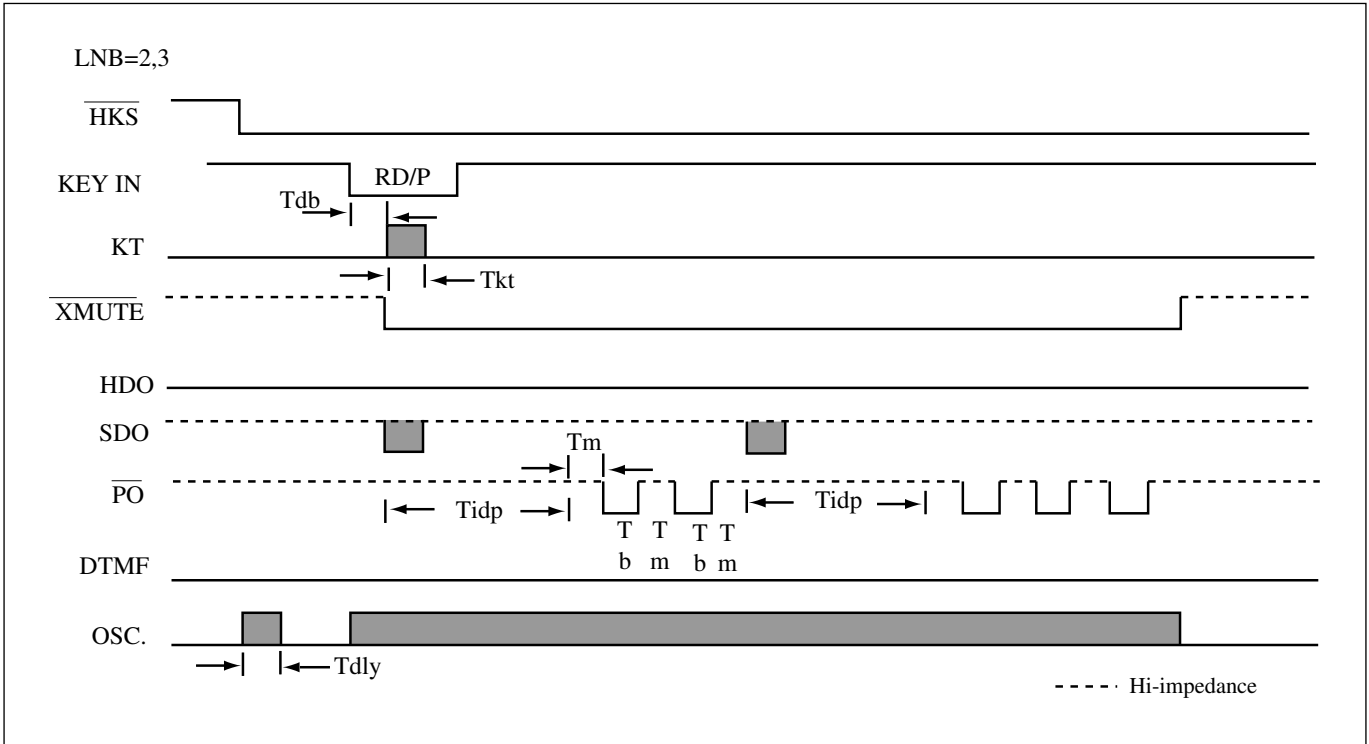 LNB=2,3
HKS
KEY IN
RD/P
Tdb
KT
Tkt
XMUTE
HDO
SDO
Tm
PO
Tidp
Tidp
T T T T
b m b m
DTMF
OSC.
Tdly
Hi-impedance